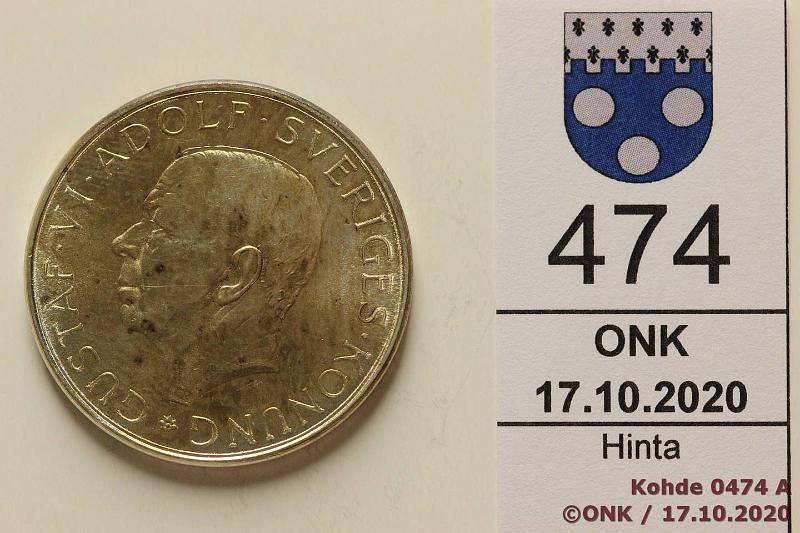 GUSTAF · VI · ADOLF · SVERIGES · KONUNG
474
ONK
17.10.2020
Hinta
Kohde 0474 A
©ONK / 17.10.2020